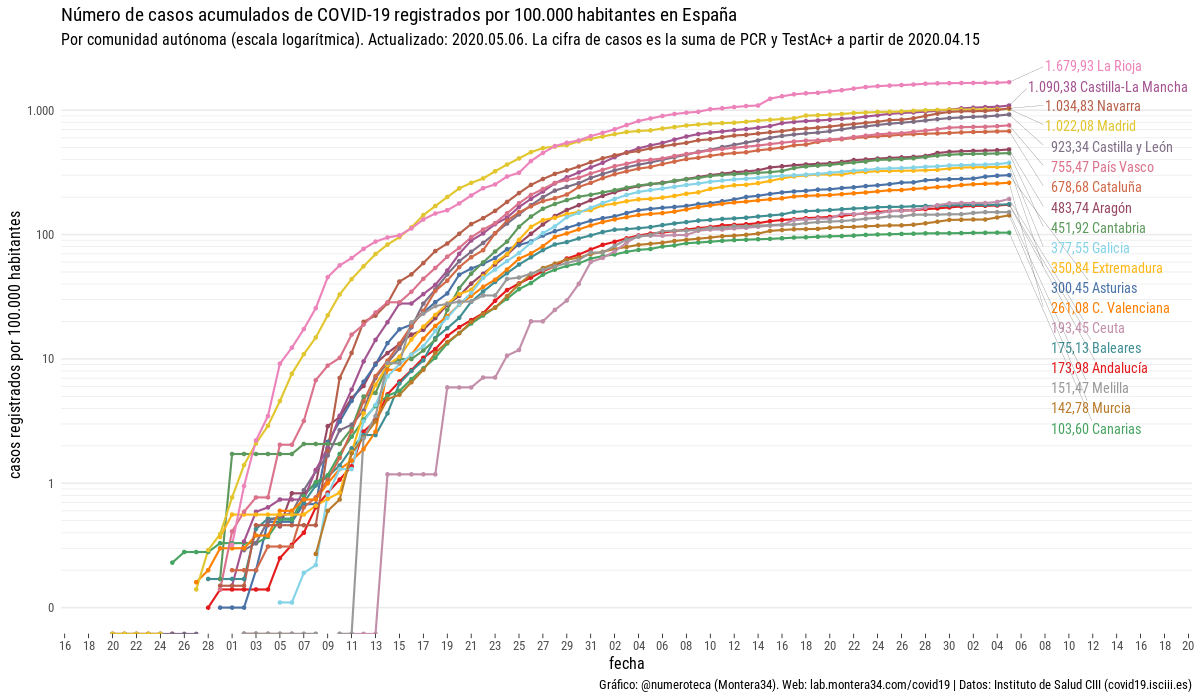 Número de casos acumulados de COVID-19 registrados por 100.000 habitantes en España
Por comunidad autónoma (escala logarítmica). Actualizado: 2020.05.06. La cifra de casos es la suma de PCR y TestAc+ a partir de 2020.04.15
casos registrados por 100.000 habitantes
1.000
100
10
1
0
1.679,93 La Rioja
1.090,38 Castilla-La Mancha
1.034,83 Navarra
1.022,08 Madrid
923,34 Castilla y León
755,47 País Vasco
678,68 Cataluña
483,74 Aragón
451,92 Cantabria
377,55 Galicia
350,84 Extremadura
300,45 Asturias
261,08 C. Valenciana
193,45 Ceuta
175,13 Baleares
173,98 Andalucía
151,47 Melilla
142,78 Murcia
103,60 Canarias
16 18 20 22 24 26 28 01 03 05 07 09 11 13 15 17 19 21 23 25 27 29 31 02 04 06 08 10 12 14 16 18 20 22 24 26 28 30 02 04 06 08 10 12 14 16 18 20
fecha
Gráfico: @numeroteca (Montera34). Web: lab.montera34.com/covid19 | Datos: Instituto de Salud CIII (covid19.isciii.es)